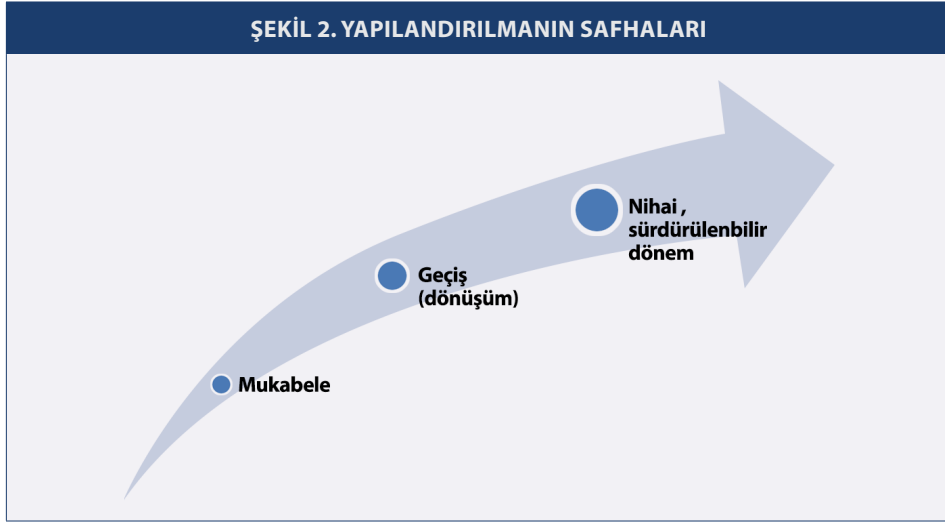 ŞEKİL 2. YAPILANDIRILMANIN SAFHALARI
Nihai ,
sürdürülenbilir
dönem
Geçiş
(dönüşüm)
Mukabele